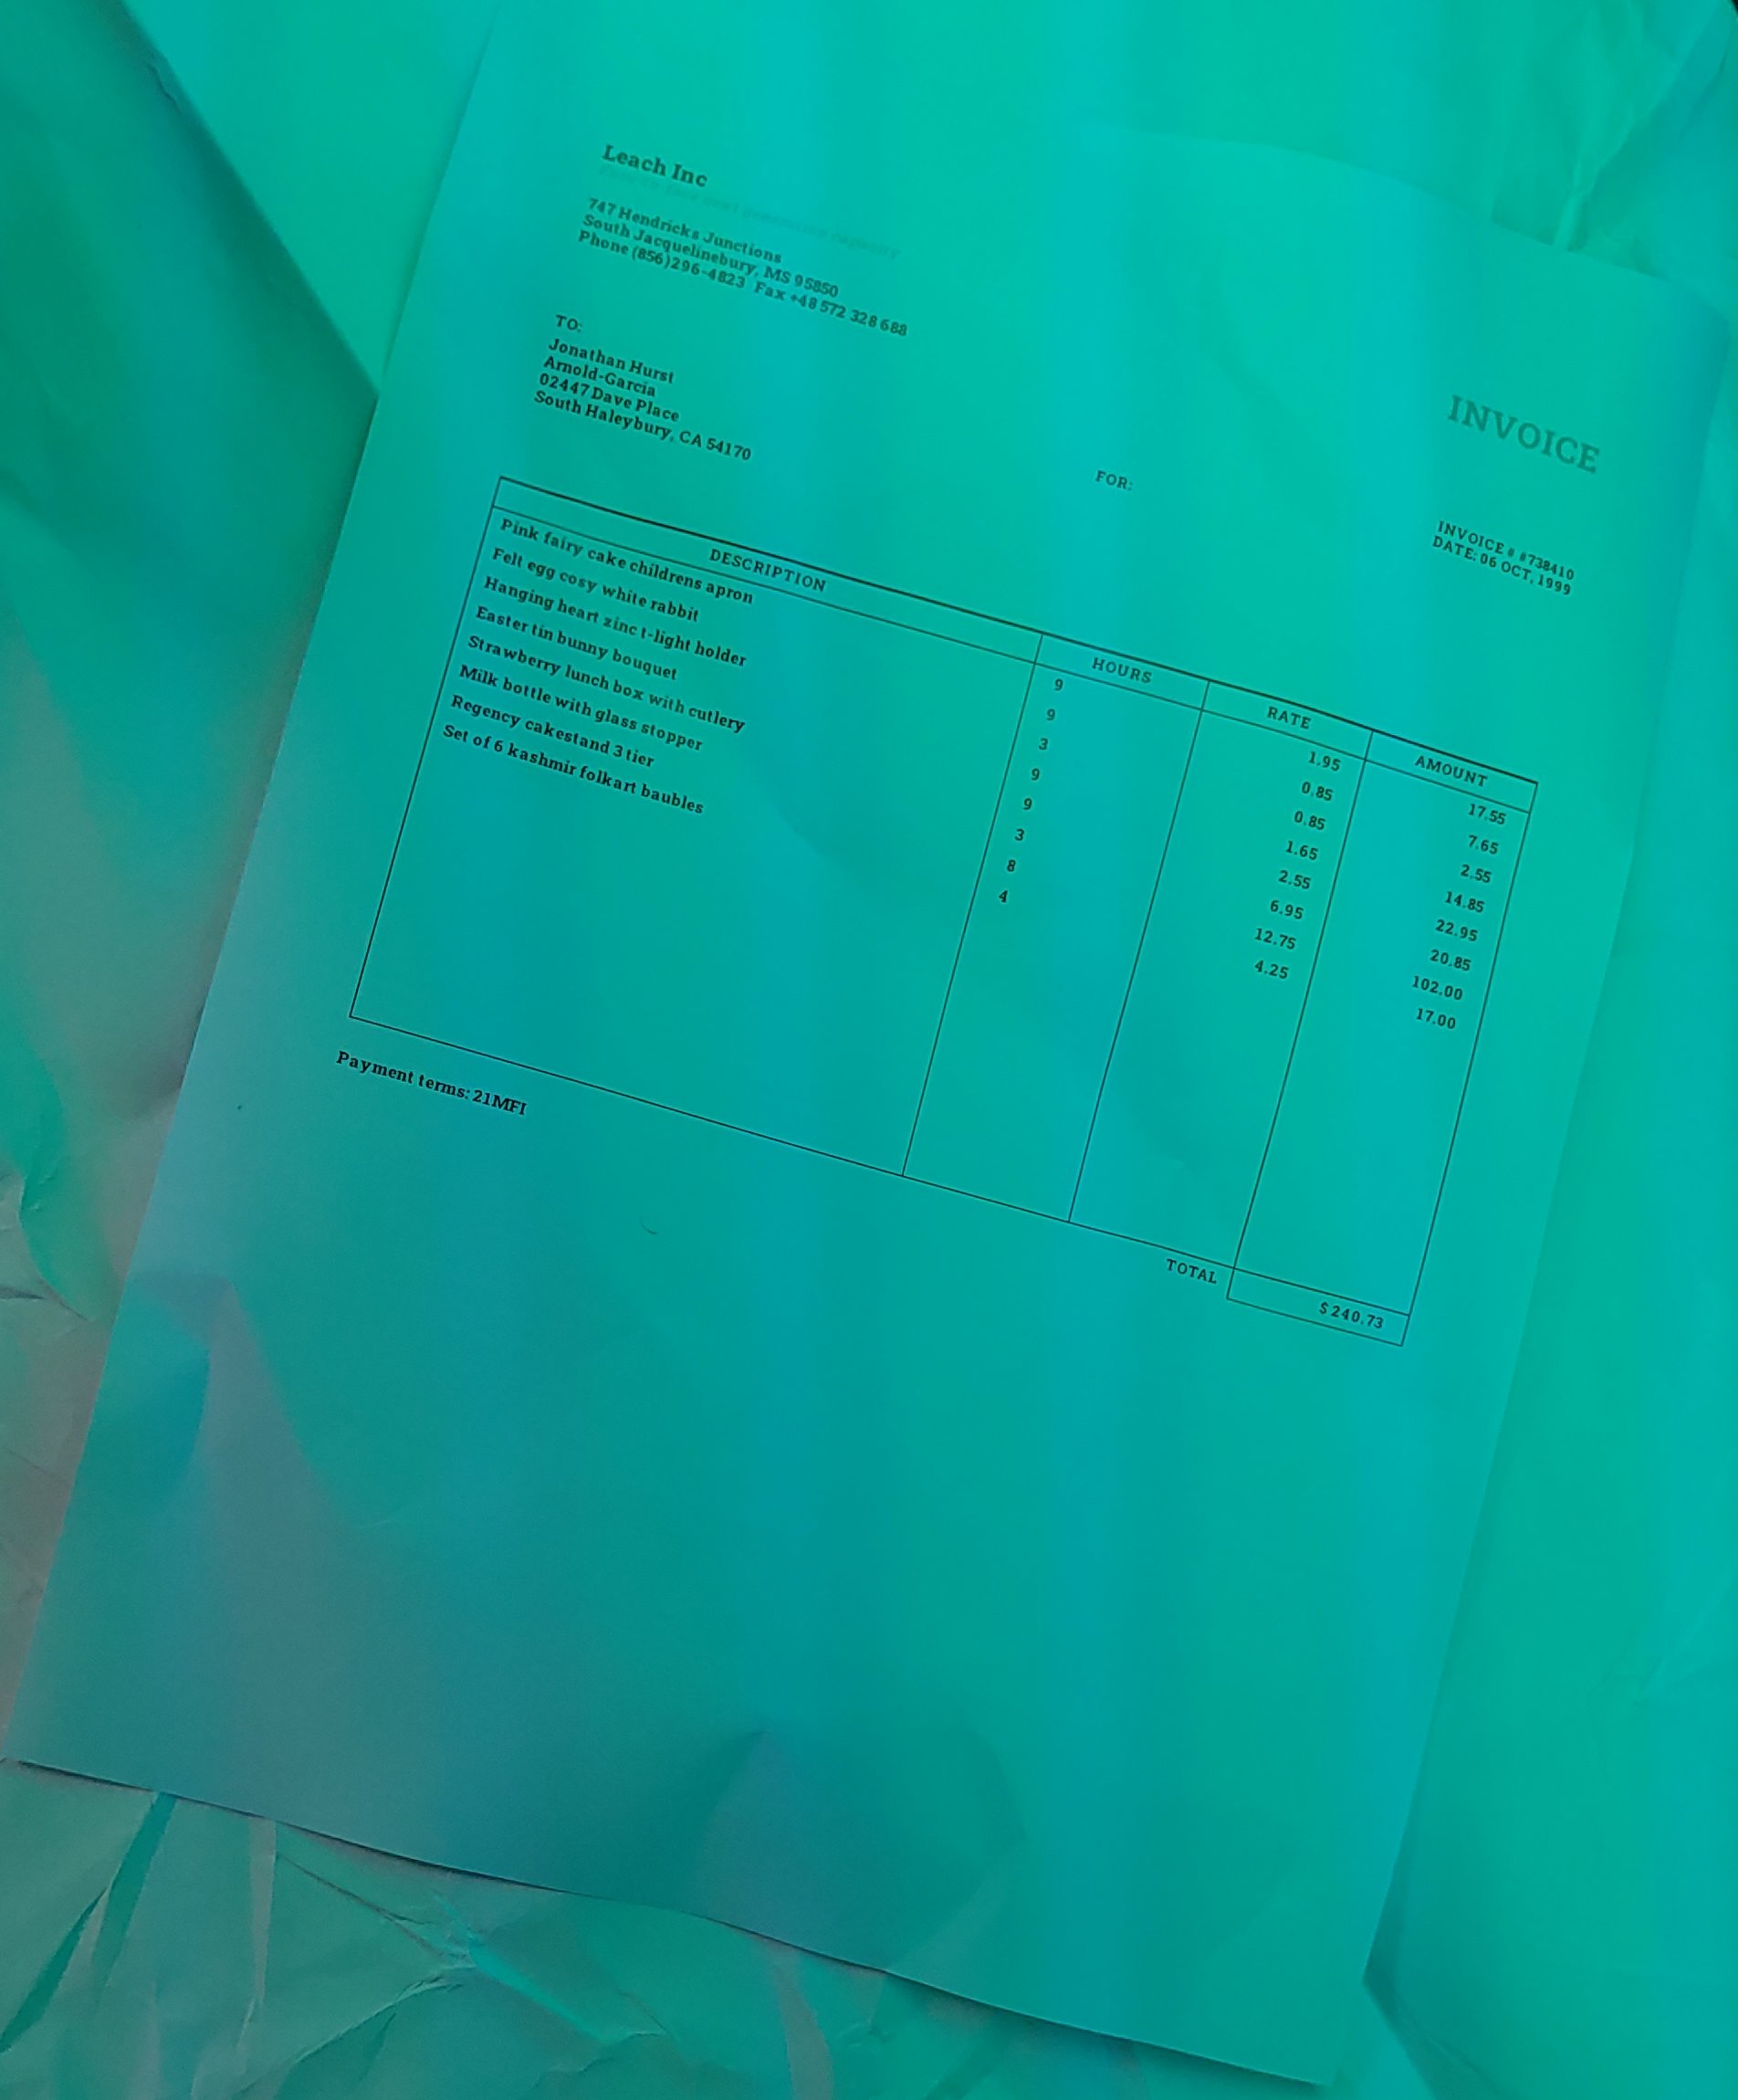 Leach Inc
747 Hendricks Junctions
South Jacquelinebury, MS 95850
Phone (856)296-4823 Fax +48 572 328 688
INVOICE
INVOICE # #738410
DATE: 06 OCT, 1999
TO:
Jonathan Hurst
Arnold-Garcia
02447 Dave Place
South Haleybury, CA 54170
FOR:
DESCRIPTION HOURS RATE AMOUNT
Pink fairy cake childrens apron 9 1.95 17.55
Felt egg cosy white rabbit 9 0.85 7.65
Hanging heart zinc t-light holder 3 0.85 2.55
Easter tin bunny bouquet 9 1.65 14.85
Strawberry lunch box with cutlery 9 2.55 22.95
Milk bottle with glass stopper 3 6.95 20.85
Regency cakestand 3 tier 8 12.75 102.00
Set of 6 kashmir folkart baubles 4 4.25 17.00
TOTAL $ 240.73
Payment terms: 21MFI